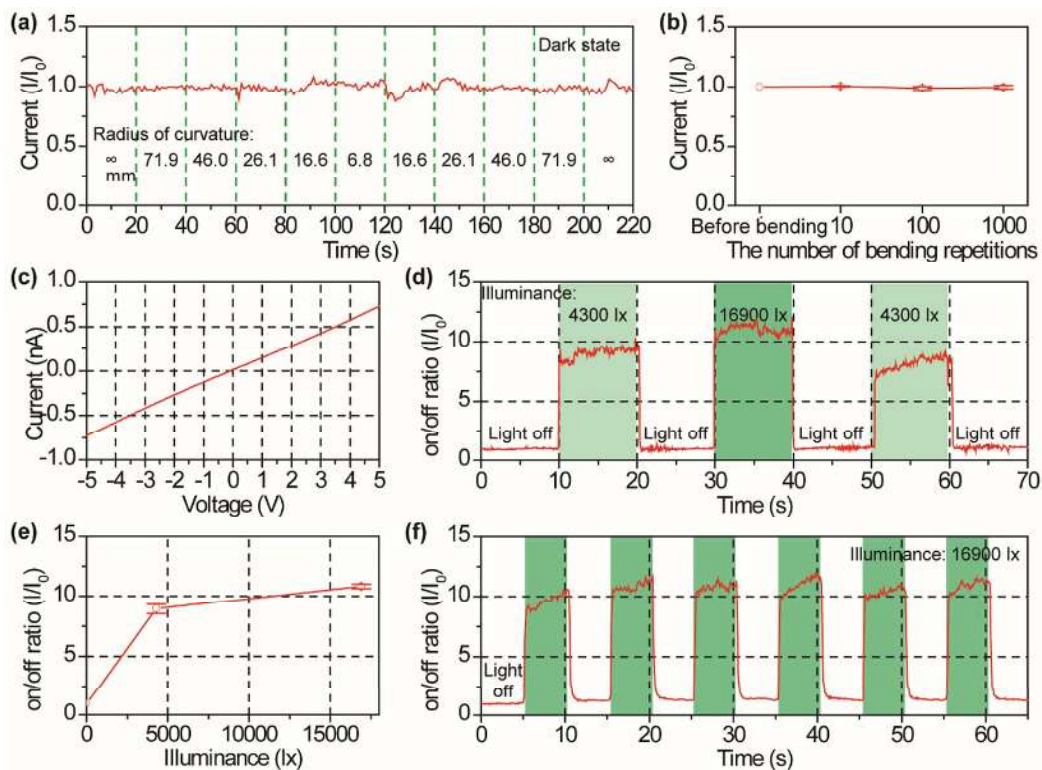 (a)
1.5
1.0
0.5
0.0
Current (I/I0)
Dark state
Radius of curvature:
∞ mm 71.9 46.0 26.1 16.6 6.8 16.6 26.1 46.0 71.9 ∞
0 20 40 60 80 100 120 140 160 180 200 220
Time (s)
(b)
1.5
1.0
0.5
0.0
Current (I/I0)
Before bending 10 100 1000
The number of bending repetitions
(c)
1.0
0.5
0.0
-0.5
-1.0
Current (nA)
-5 -4 -3 -2 -1 0 1 2 3 4 5
Voltage (V)
(d)
15
10
5
0
on/off ratio (I/I0)
Illuminance:
4300 lx 16900 lx 4300 lx
Light off Light off Light off Light off
0 10 20 30 40 50 60 70
Time (s)
(e)
15
10
5
0
on/off ratio (I/I0)
0 5000 10000 15000
Illuminance (lx)
(f)
15
10
5
0
on/off ratio (I/I0)
Illuminance: 16900 lx
Light
off
0 10 20 30 40 50 60
Time (s)